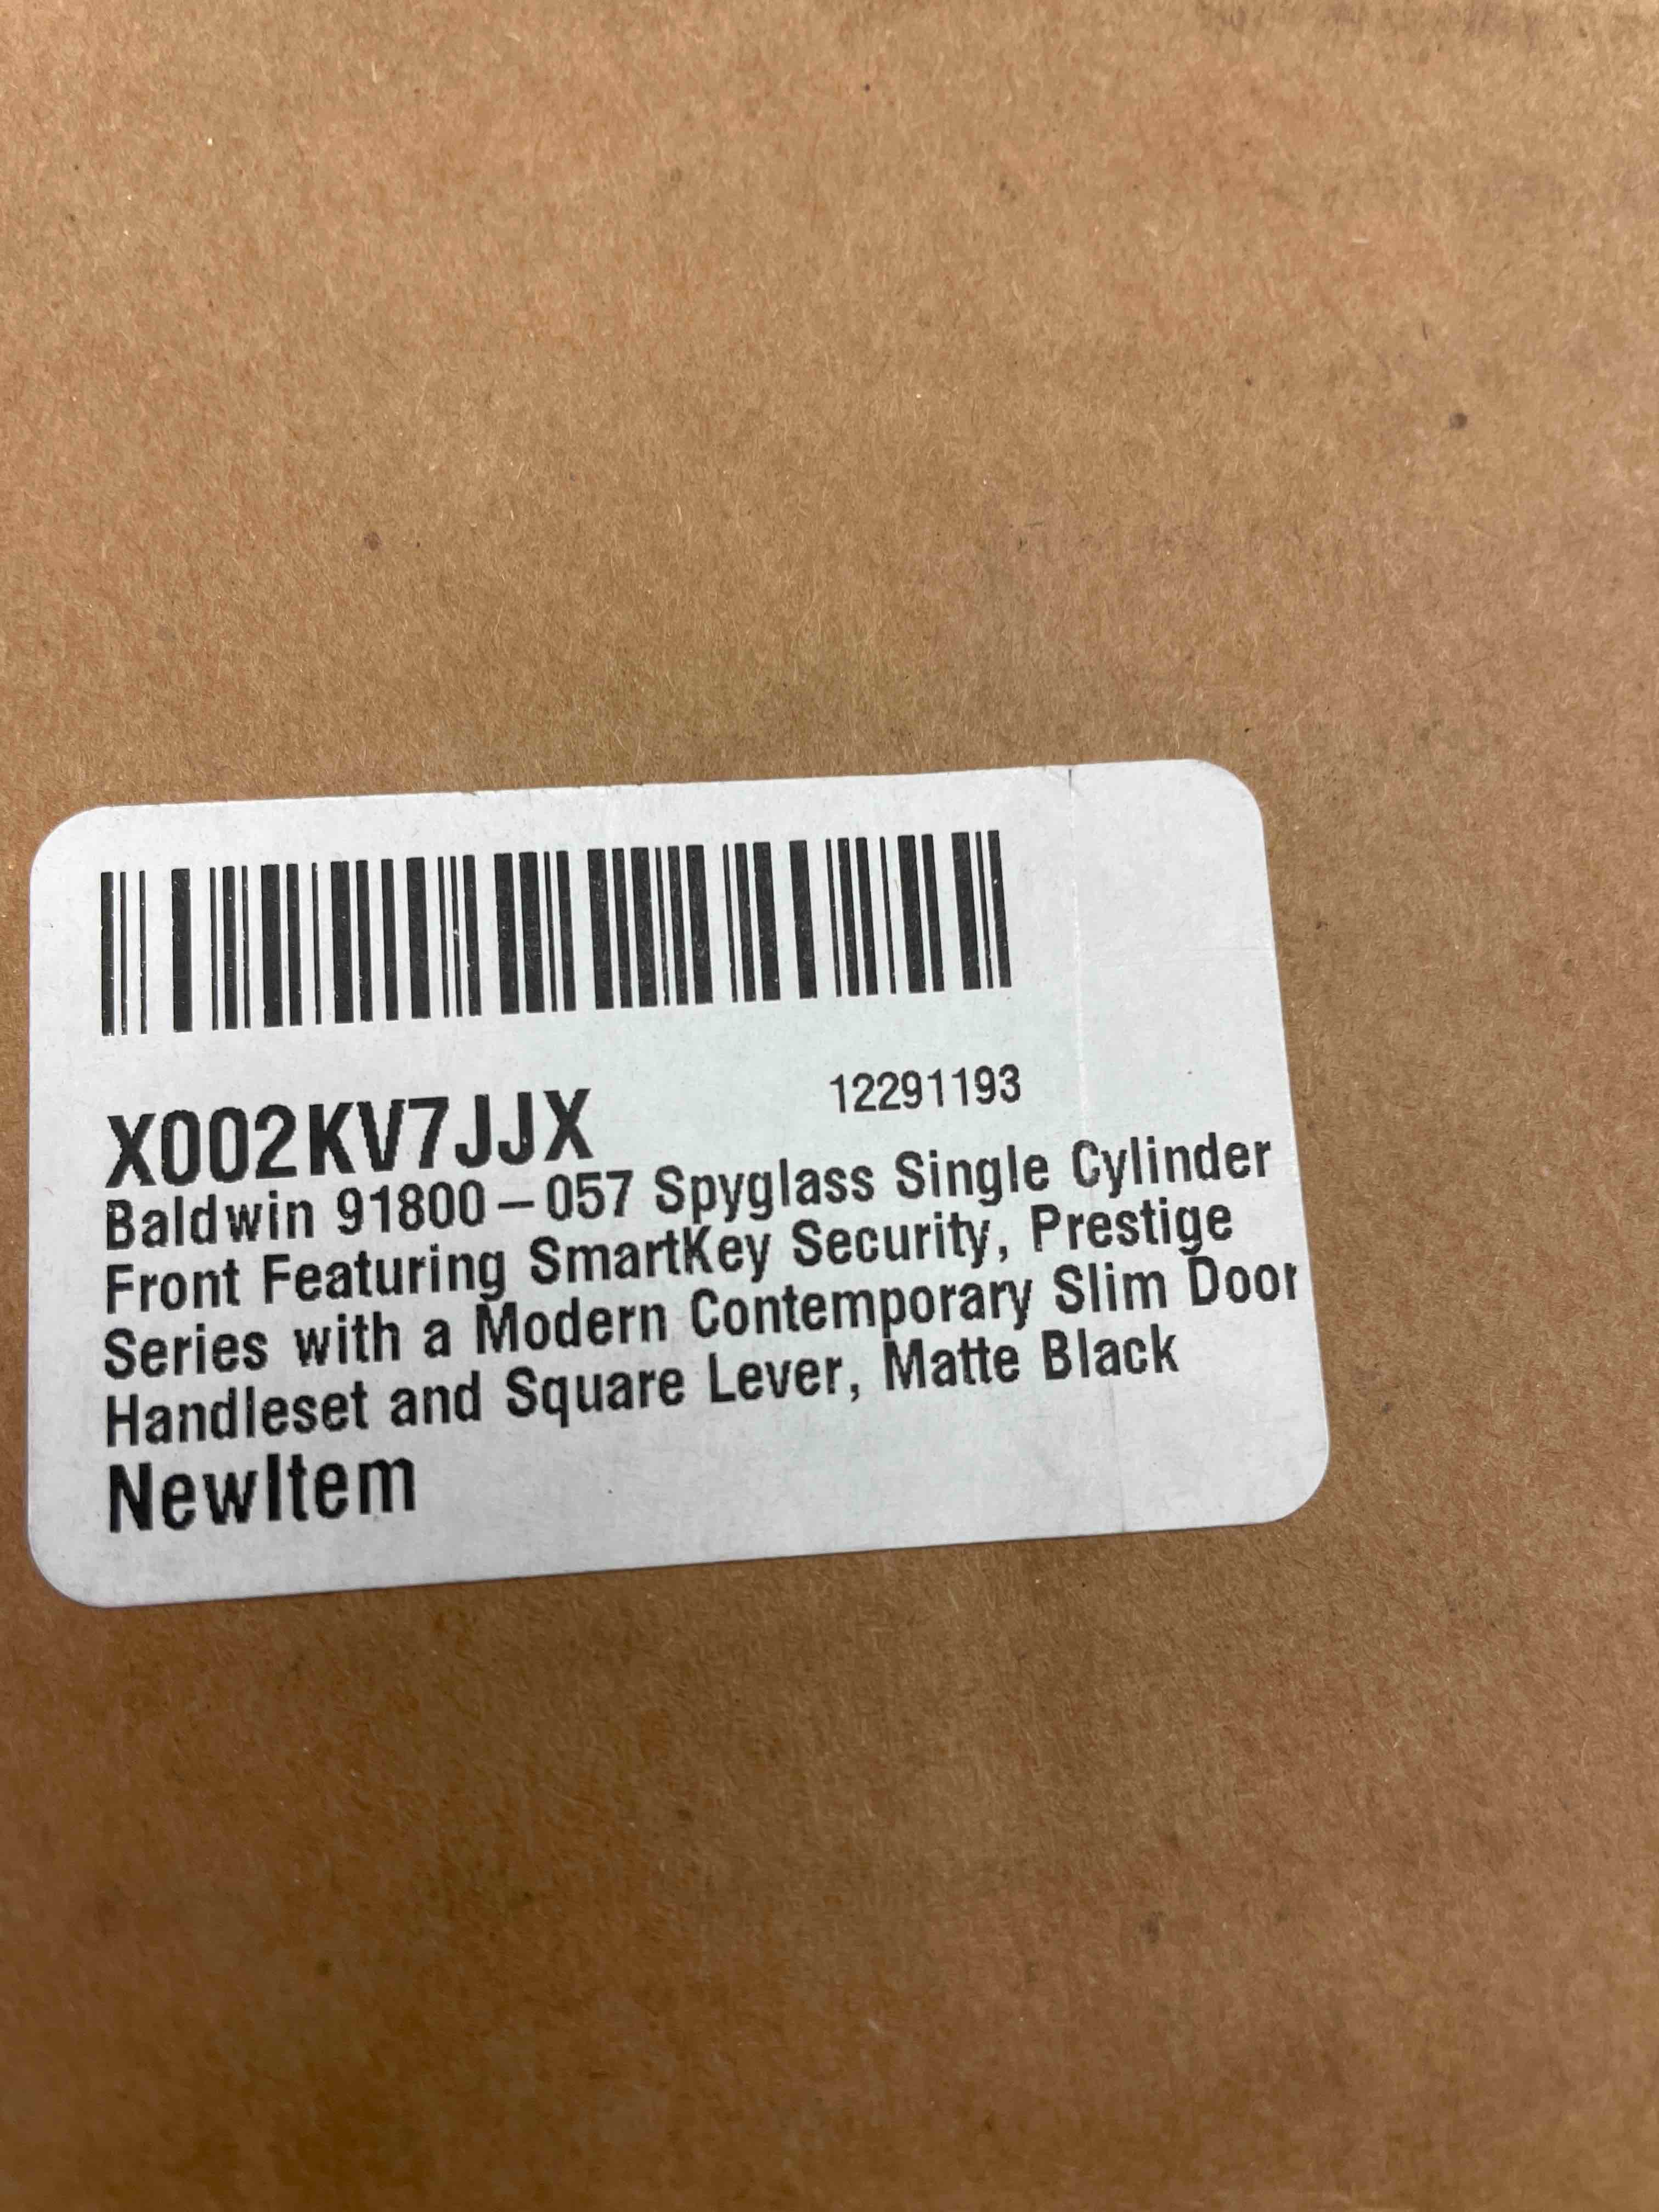 12291193
X002KV7JJX
Baldwin 91800-057 Spyglass Single Cylinder
Front Featuring SmartKey Security, Prestige
Series with a Modern Contemporary Slim Door
Handleset and Square Lever, Matte Black
NewItem